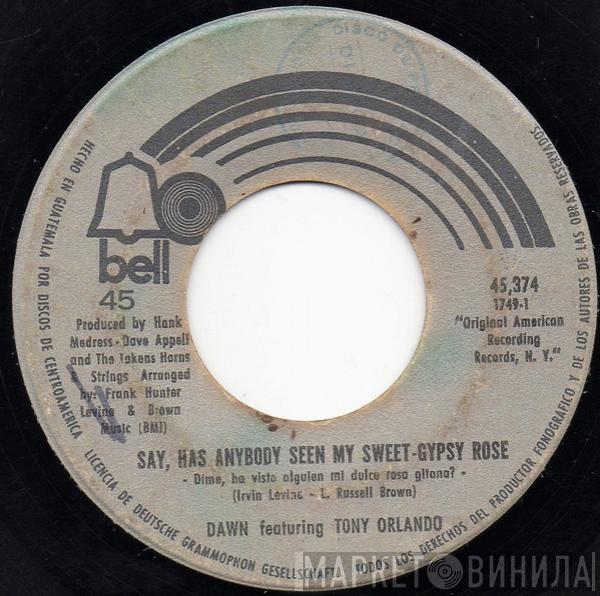 HECHO EN GUATEMALA POR DISCOS DE CENTROAMERICA
LICENCIA DE DEUTSCHE GRAMMOPHON GESELLSCHAFT. TODOS LOS DERECHOS DEL PRODUCTOR FONOGRAFICO Y DE LOS AUTORES DE LAS OBRAS RESERVADOS.
DISCO DE
bell
45
45,374
1749-1
Produced by Hank
Medress-Dave Appell
and The Tokens Horns
Strings Arranged
by: Frank Hunter
Levine & Brown
Music (BMI)
"Original American
Recording
Records, N. Y."
SAY, HAS ANYBODY SEEN MY SWEET-GYPSY ROSE
- Dime, ha visto alguien mi dulce rosa gitana? -
(Irvin Levine - L. Russell Brown)
DAWN featuring TONY ORLANDO
МАРКЕТ ВИНИЛА